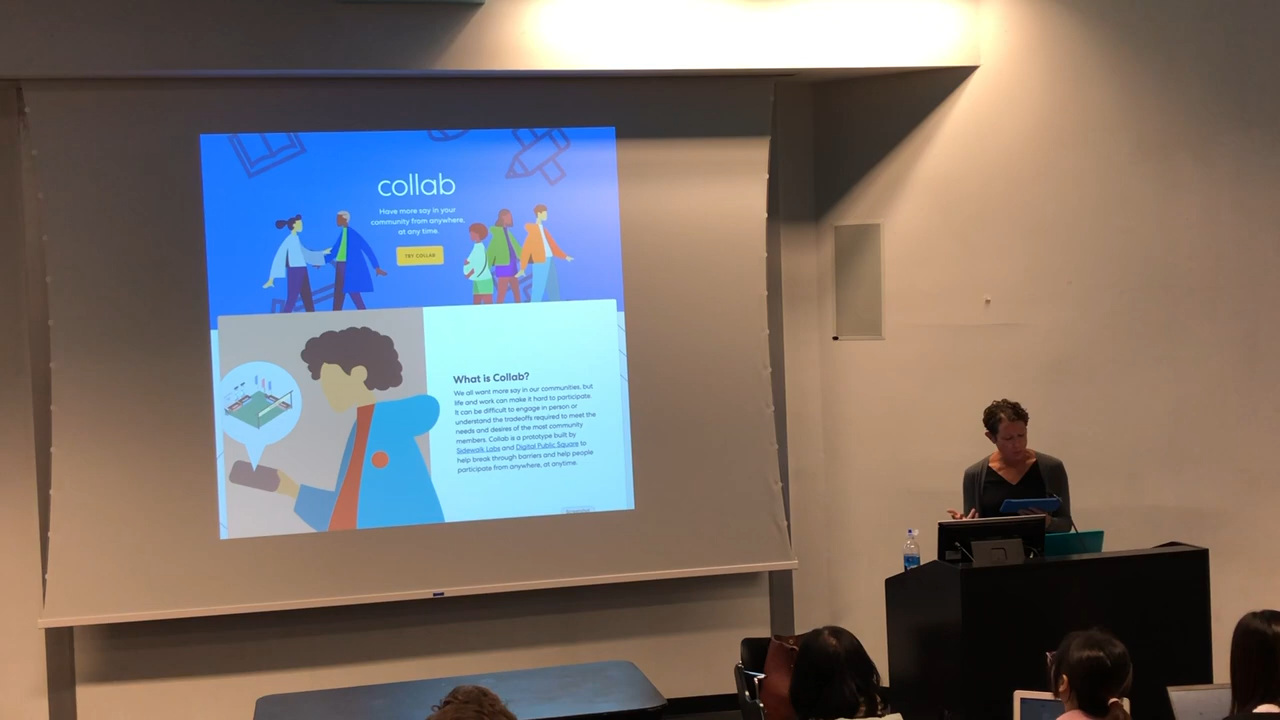 collab
Have more say in your
community from anywhere,
at any time.
TRY COLLAB
What is Collab?
We all want more say in our communities, but
life and work can make it hard to participate.
It can be difficult to engage in person or
understand the tradeoffs required to meet the
needs and desires of the most community
members. Collab is a prototype built by
Sidewalk Labs and Digital Public Square to
help break through barriers and help people
participate from anywhere, at anytime.